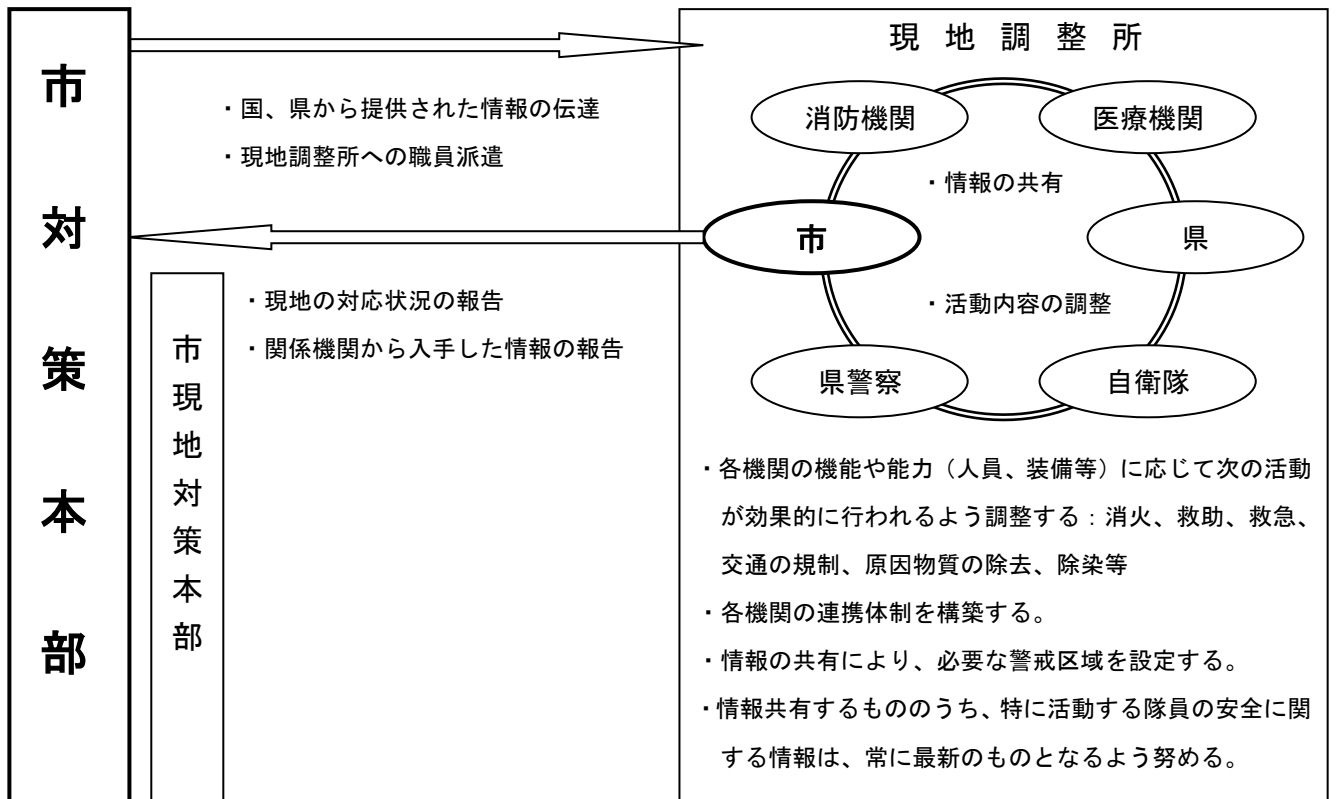 市対策本部
・国、県から提供された情報の伝達
・現地調整所への職員派遣
市現地対策本部
・現地の対応状況の報告
・関係機関から入手した情報の報告
現地調整所
消防機関
医療機関
・情報の共有
市
県
・活動内容の調整
県警察
自衛隊
・各機関の機能や能力（人員、装備等）に応じて次の活動
が効果的に行われるよう調整する：消火、救助、救急、
交通の規制、原因物質の除去、除染等
・各機関の連携体制を構築する。
・情報の共有により、必要な警戒区域を設定する。
・情報共有するもののうち、特に活動する隊員の安全に関
する情報は、常に最新のものとなるよう努める。